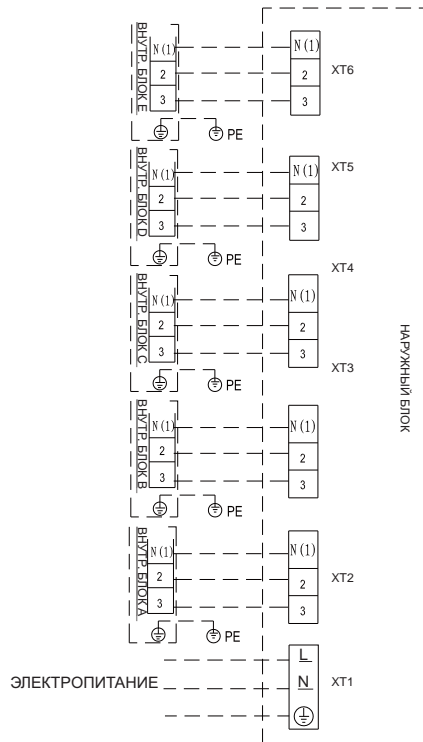 ВНУТР. БЛОК E
N (1)
2
3
N (1)
2
3
XT6
PE
ВНУТР. БЛОК D
N (1)
2
3
N (1)
2
3
XT5
PE
XT4
ВНУТР. БЛОК C
N (1)
2
3
N (1)
2
3
XT3
PE
НАРУЖНЫЙ БЛОК
ВНУТР. БЛОК B
N (1)
2
3
N (1)
2
3
PE
ВНУТР. БЛОК A
N (1)
2
3
N (1)
2
3
XT2
PE
ЭЛЕКТРОПИТАНИЕ
L
N
XT1